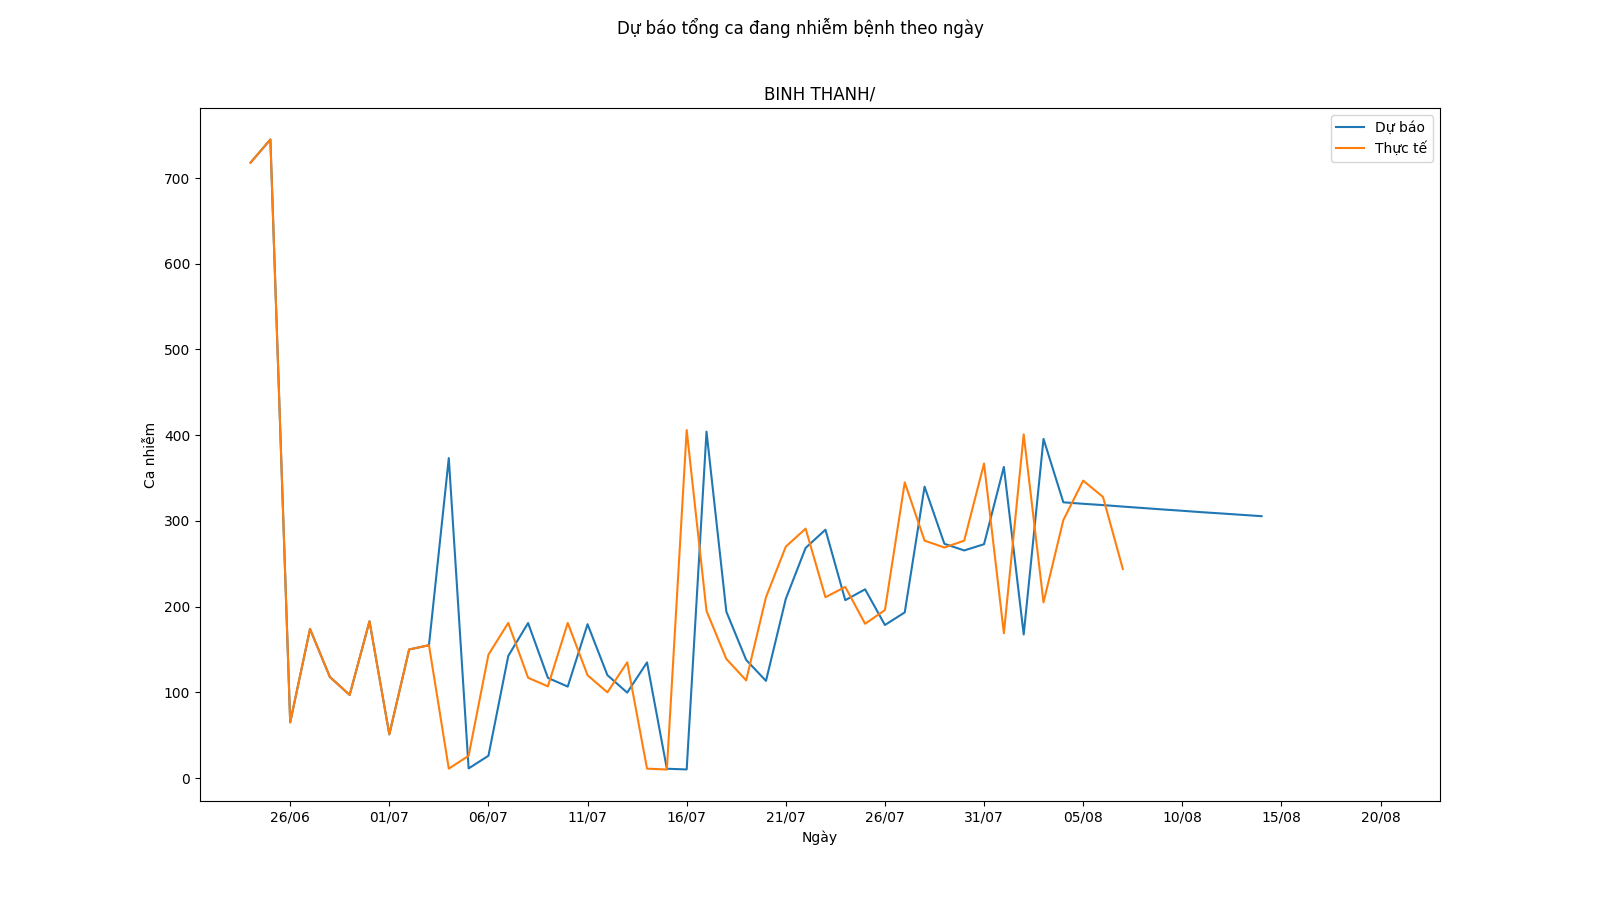 Dự báo tổng ca đang nhiễm bệnh theo ngày
BINH THANH/
Dự báo
Thực tế
700
600
500
400
300
200
100
0
Ca nhiễm
26/06 01/07 06/07 11/07 16/07 21/07 26/07 31/07 05/08 10/08 15/08 20/08
Ngày